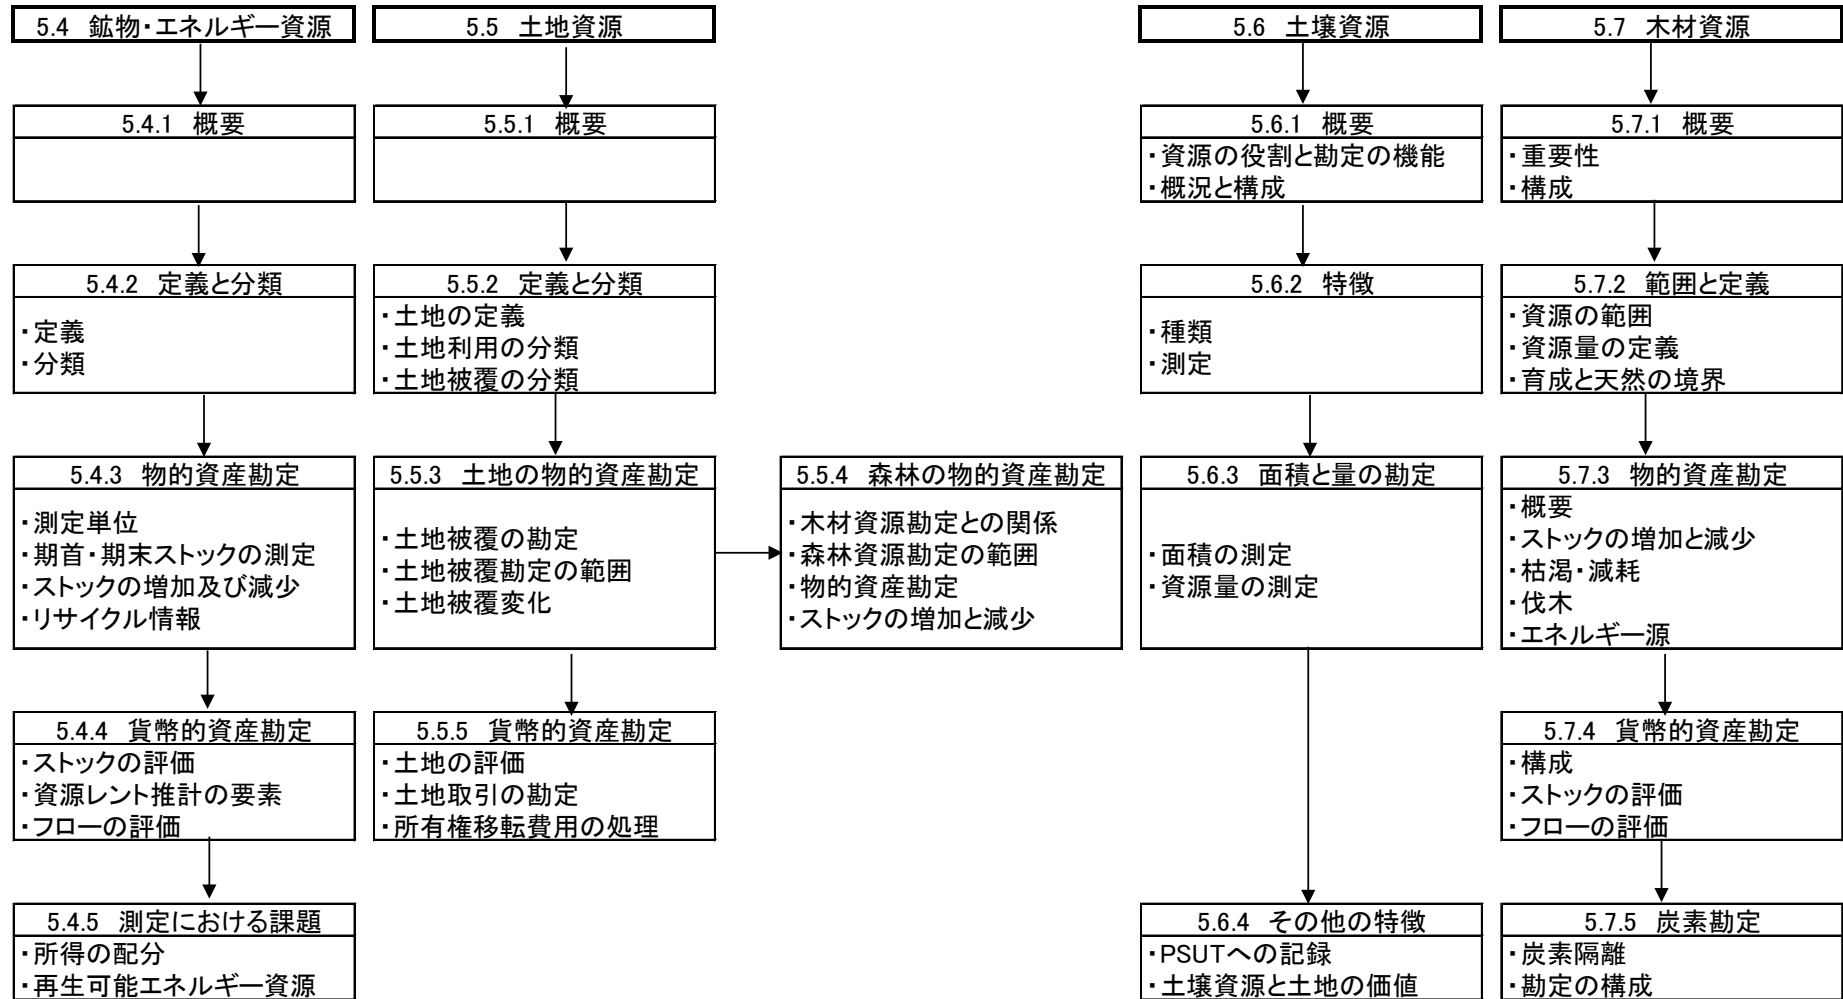 5.4 鉱物・エネルギー資源
5.4.1 概要
5.4.2 定義と分類
・定義
・分類
5.4.3 物的資産勘定
・測定単位
・期首・期末ストックの測定
・ストックの増加及び減少
・リサイクル情報
5.4.4 貨幣的資産勘定
・ストックの評価
・資源レント推計の要素
・フローの評価
5.4.5 測定における課題
・所得の配分
・再生可能エネルギー資源
5.5 土地資源
5.5.1 概要
5.5.2 定義と分類
・土地の定義
・土地利用の分類
・土地被覆の分類
5.5.3 土地の物的資産勘定
・土地被覆の勘定
・土地被覆勘定の範囲
・土地被覆変化
5.5.4 森林の物的資産勘定
・木材資源勘定との関係
・森林資源勘定の範囲
・物的資産勘定
・ストックの増加と減少
5.5.5 貨幣的資産勘定
・土地の評価
・土地取引の勘定
・所有権移転費用の処理
5.6 土壌資源
5.6.1 概要
・資源の役割と勘定の機能
・概況と構成
5.6.2 特徴
・種類
・測定
5.6.3 面積と量の勘定
・面積の測定
・資源量の測定
5.6.4 その他の特徴
・PSUTへの記録
・土壌資源と土地の価値
5.7 木材資源
5.7.1 概要
・重要性
・構成
5.7.2 範囲と定義
・資源の範囲
・資源量の定義
・育成と天然の境界
5.7.3 物的資産勘定
・概要
・ストックの増加と減少
・枯渇・減耗
・伐木
・エネルギー源
5.7.4 貨幣的資産勘定
・構成
・ストックの評価
・フローの評価
5.7.5 炭素勘定
・炭素隔離
・勘定の構成